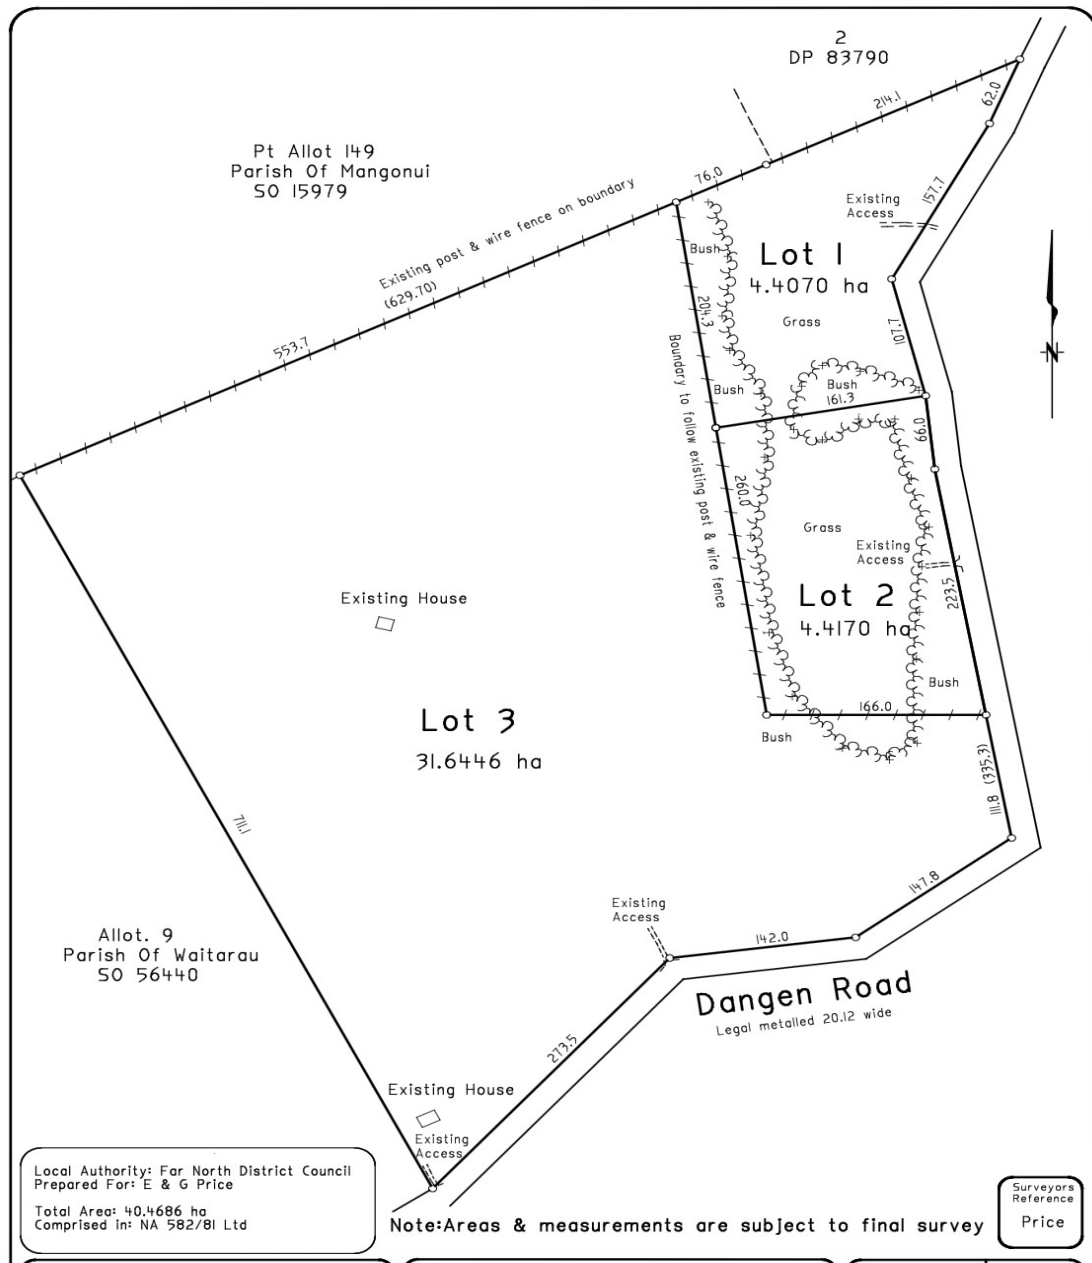 2
DP 83790
62.0
214.1
Pt Allot 149
Parish Of Mangonui
SO 15979
76.0
157.7
Existing
Access
Existing post & wire fence on boundary
(629.70)
553.7
Bush
Lot 1
4.4070 ha
Grass
204.3
107.7
N
Boundary to follow existing post & wire fence
Bush
Bush
161.3
66.0
260.0
Grass
Existing
Access
223.5
Lot 2
4.4170 ha
Existing House
Bush
166.0
Bush
Lot 3
31.6446 ha
111.8 (335.3)
711.1
147.8
Existing
Access
142.0
Allot. 9
Parish Of Waitarau
SO 56440
Dangen Road
Legal metalled 20.12 wide
273.5
Existing House
Existing
Access
Local Authority: Far North District Council
Prepared For: E & G Price
Total Area: 40.4686 ha
Comprised in: NA 582/81 Ltd
Note:Areas & measurements are subject to final survey
Surveyors
Reference
Price